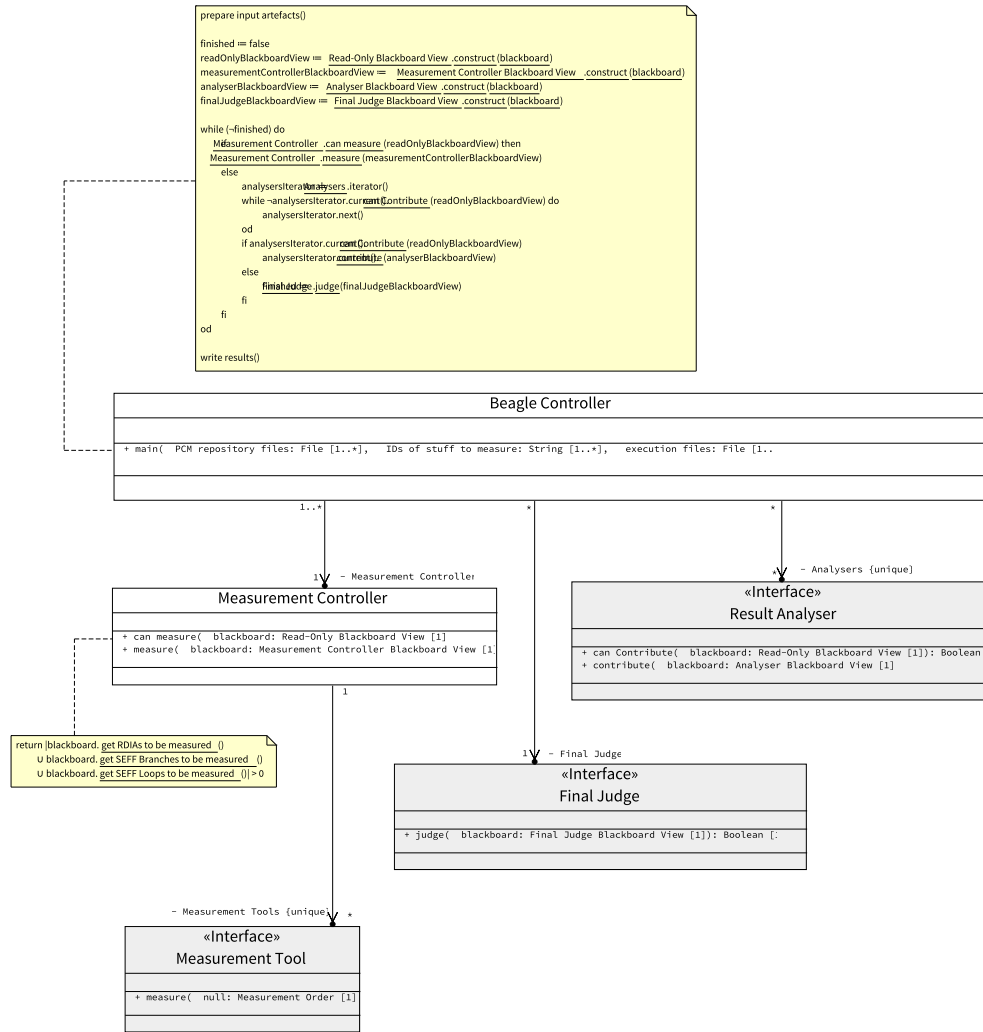 prepare input artefacts()
finished ≔ false
readOnlyBlackboardView ≔ Read-Only Blackboard View .construct (blackboard)
measurementControllerBlackboardView ≔ Measurement Controller Blackboard View .construct (blackboard)
analyserBlackboardView ≔ Analyser Blackboard View .construct (blackboard)
finalJudgeBlackboardView ≔ Final Judge Blackboard View .construct (blackboard)
while (¬finished) do
if Measurement Controller .can measure (readOnlyBlackboardView) then
Measurement Controller .measure (measurementControllerBlackboardView)
else
analysersIterator ≔ Analysers .iterator()
while ¬analysersIterator.current(). can Contribute (readOnlyBlackboardView) do
analysersIterator.next()
od
if analysersIterator.current(). can Contribute (readOnlyBlackboardView)
analysersIterator.current(). contribute (analyserBlackboardView)
else
Final Judge .judge (finalJudgeBlackboardView)
fi
fi
od
write results()
Beagle Controller
+ main( PCM repository files: File [1..*], IDs of stuff to measure: String [1..*], execution files: File [1..
1..*
*
*
1
- Measurement Controller
*
- Analysers {unique}
Measurement Controller
+ can measure( blackboard: Read-Only Blackboard View [1]
+ measure( blackboard: Measurement Controller Blackboard View [1]
«Interface»
Result Analyser
+ can Contribute( blackboard: Read-Only Blackboard View [1]): Boolean
+ contribute( blackboard: Analyser Blackboard View [1]
1
return |blackboard. get RDIAs to be measured ()
∪ blackboard. get SEFF Branches to be measured ()
∪ blackboard. get SEFF Loops to be measured ()| > 0
1
- Final Judge
«Interface»
Final Judge
+ judge( blackboard: Final Judge Blackboard View [1]): Boolean [
- Measurement Tools {unique}
*
«Interface»
Measurement Tool
+ measure( null: Measurement Order [1]